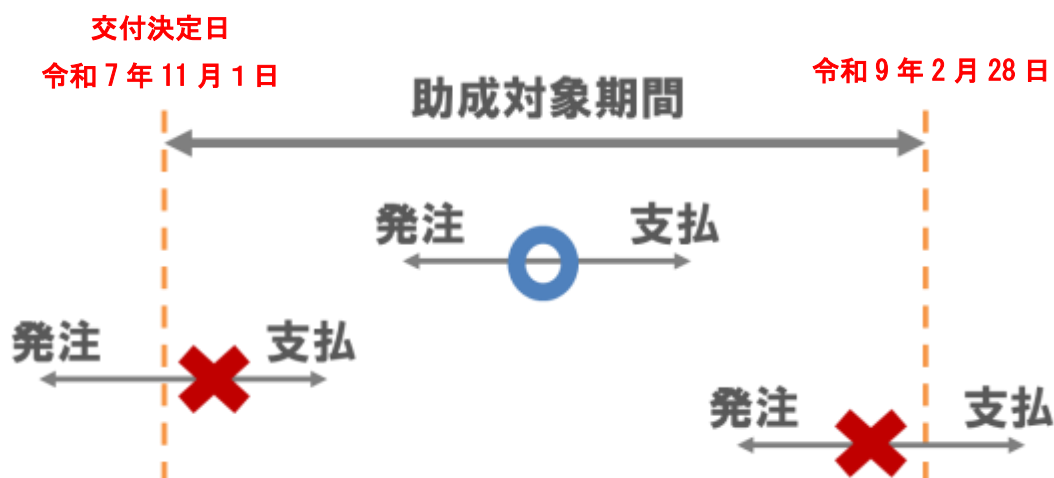 交付決定日
令和7年11月1日
令和9年2月28日
助成対象期間
発注
支払
発注
支払
発注
支払